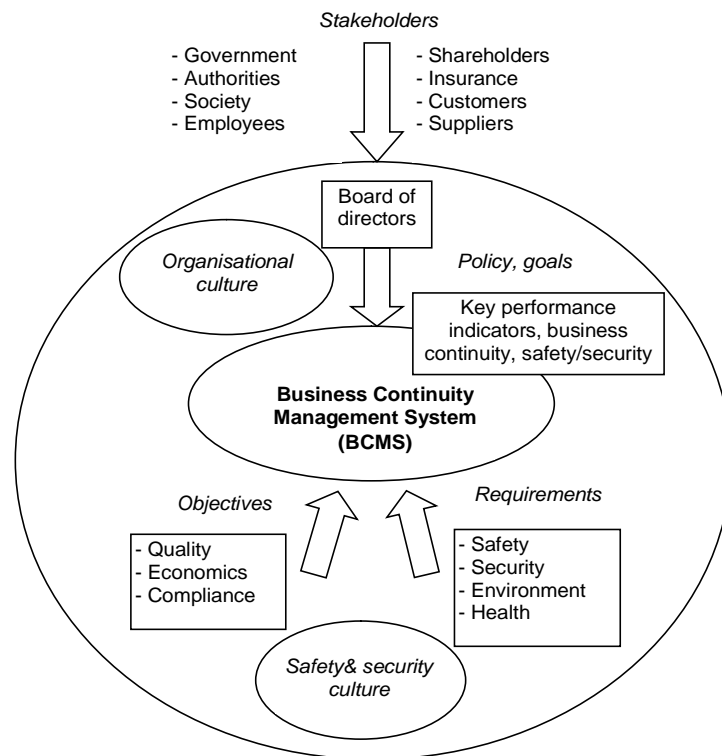 Stakeholders
- Government
- Authorities
- Society
- Employees
- Shareholders
- Insurance
- Customers
- Suppliers
Board of
directors
Organisational
culture
Policy, goals
Key performance
indicators, business
continuity, safety/security
Business Continuity
Management System
(BCMS)
Objectives
- Quality
- Economics
- Compliance
Requirements
- Safety
- Security
- Environment
- Health
Safety& security
culture